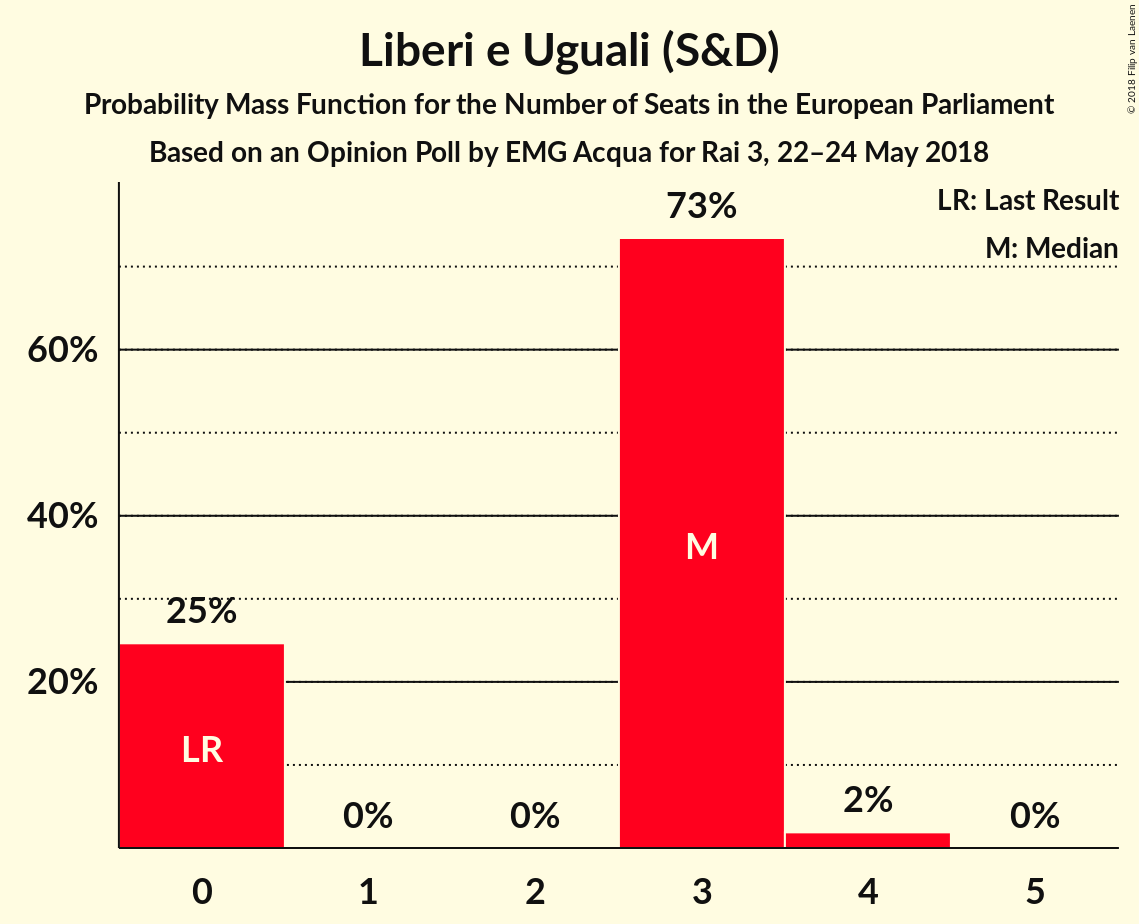 Liberi e Uguali (S&D)
Probability Mass Function for the Number of Seats in the European Parliament
Based on an Opinion Poll by EMG Acqua for Rai 3, 22–24 May 2018
© 2018 Filip van Laenen
LR: Last Result
M: Median
73%
60%
40%
M
25%
20%
LR
0%
0%
2%
0%
0 1 2 3 4 5